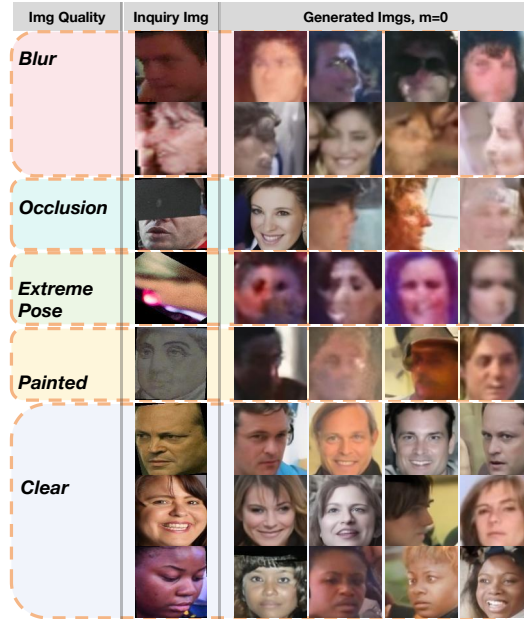 Img Quality Inquiry Img Generated Imgs, m=0
Blur
Occlusion
Extreme
Pose
Painted
Clear